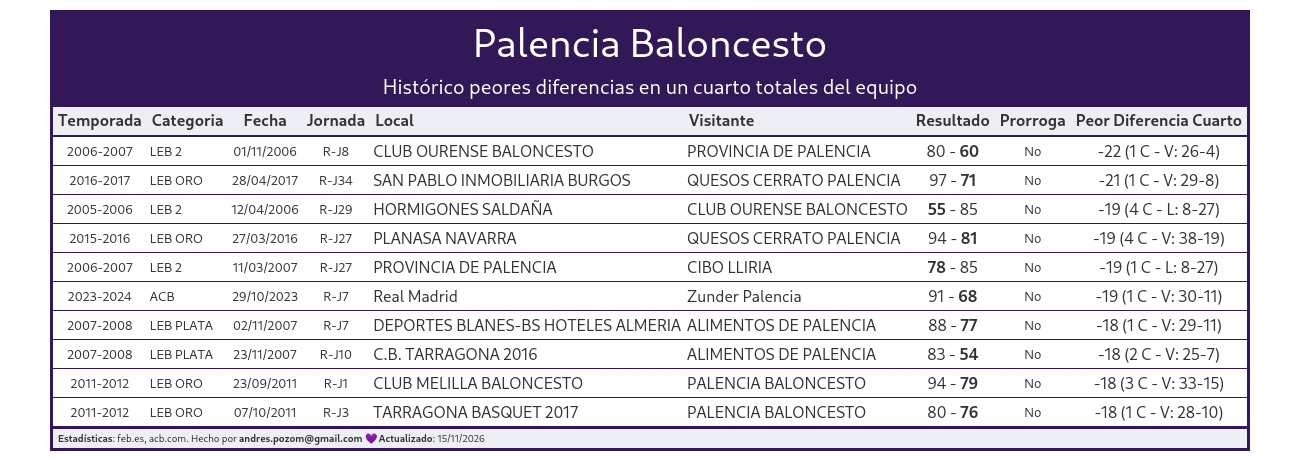 Palencia Baloncesto
Histórico peores diferencias en un cuarto totales del equipo
Temporada Categoria Fecha Jornada Local Visitante Resultado Prorroga Peor Diferencia Cuarto
2006-2007 LEB 2 01/11/2006 R-J8 CLUB OURENSE BALONCESTO PROVINCIA DE PALENCIA 80 - 60 No -22 (1 C - V: 26-4)
2016-2017 LEB ORO 28/04/2017 R-J34 SAN PABLO INMOBILIARIA BURGOS QUESOS CERRATO PALENCIA 97 - 71 No -21 (1 C - V: 29-8)
2005-2006 LEB 2 12/04/2006 R-J29 HORMIGONES SALDAÑA CLUB OURENSE BALONCESTO 55 - 85 No -19 (4 C - L: 8-27)
2015-2016 LEB ORO 27/03/2016 R-J27 PLANASA NAVARRA QUESOS CERRATO PALENCIA 94 - 81 No -19 (4 C - V: 38-19)
2006-2007 LEB 2 11/03/2007 R-J27 PROVINCIA DE PALENCIA CIBO LLIRIA 78 - 85 No -19 (1 C - L: 8-27)
2023-2024 ACB 29/10/2023 R-J7 Real Madrid Zunder Palencia 91 - 68 No -19 (1 C - V: 30-11)
2007-2008 LEB PLATA 02/11/2007 R-J7 DEPORTES BLANES-BS HOTELES ALMERIA ALIMENTOS DE PALENCIA 88 - 77 No -18 (1 C - V: 29-11)
2007-2008 LEB PLATA 23/11/2007 R-J10 C.B. TARRAGONA 2016 ALIMENTOS DE PALENCIA 83 - 54 No -18 (2 C - V: 25-7)
2011-2012 LEB ORO 23/09/2011 R-J1 CLUB MELILLA BALONCESTO PALENCIA BALONCESTO 94 - 79 No -18 (3 C - V: 33-15)
2011-2012 LEB ORO 07/10/2011 R-J3 TARRAGONA BASQUET 2017 PALENCIA BALONCESTO 80 - 76 No -18 (1 C - V: 28-10)
Estadísticas: feb.es, acb.com. Hecho por andres.pozom@gmail.com 💜 Actualizado: 15/11/2026